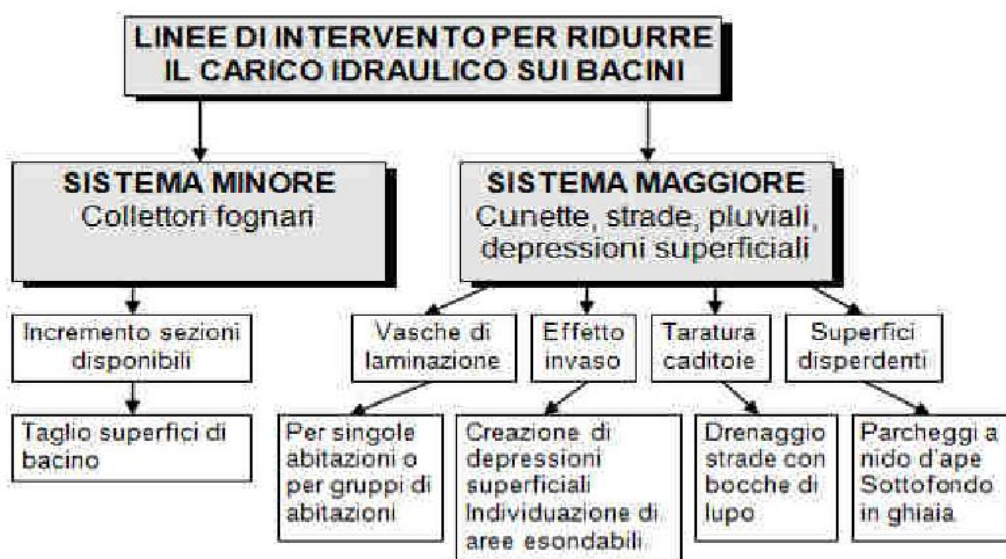 LINEE DI INTERVENTO PER RIDURRE
IL CARICO IDRAULICO SUI BACINI
SISTEMA MINORE
Collettori fognari
SISTEMA MAGGIORE
Cunette, strade, pluviali,
depressioni superficiali
Incremento sezioni
disponibili
Vasche di
laminazione
Effetto
invaso
Taratura
caditoie
Superfici
disperdenti
Taglio superfici di
bacino
Per singole
abitazioni o
per gruppi di
abitazioni
Creazione di
depressioni
superficiali
Individuazione di
aree esondabili.
Drenaggio
strade con
bocche di
lupo
Parcheggi a
nido d'ape
Sottofondo
in ghiaia